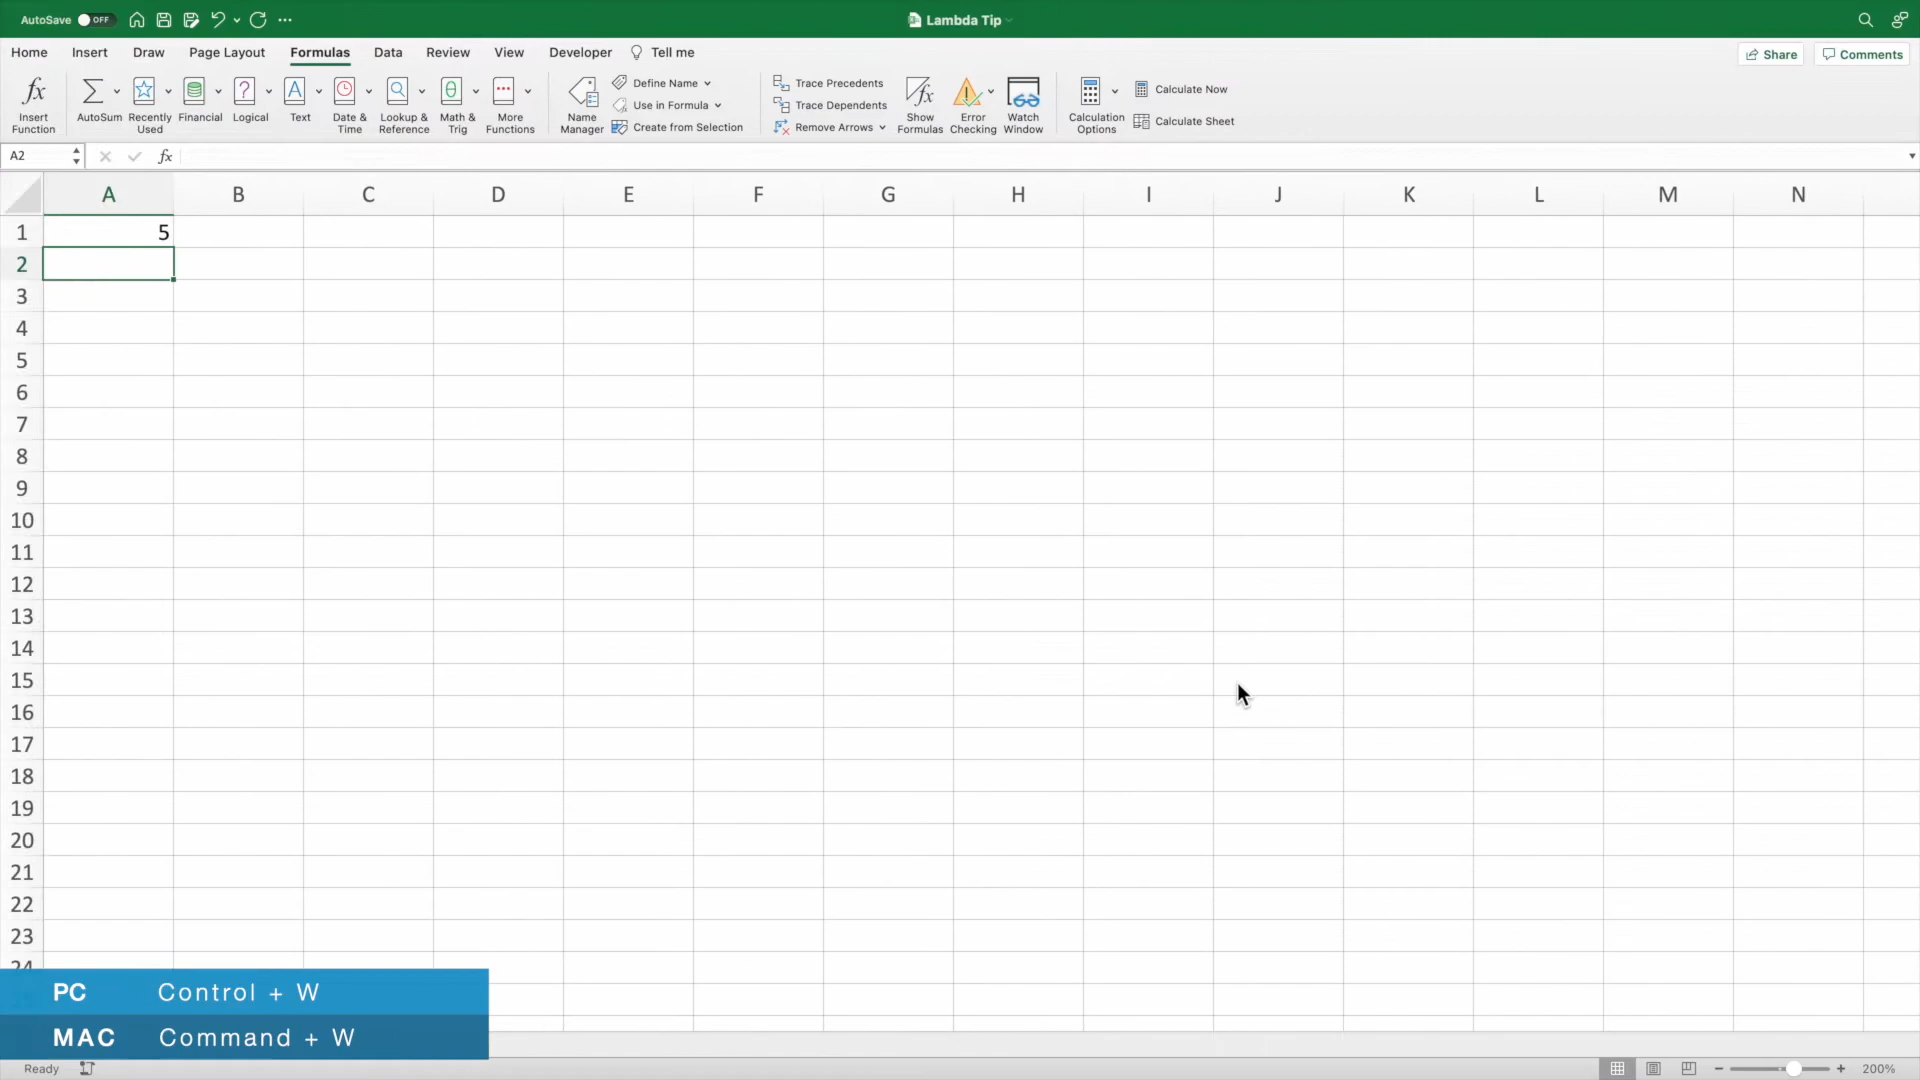 AutoSave OFF
Lambda Tip
Home Insert Draw Page Layout Formulas Data Review View Developer Tell me
Share Comments
Insert Function
AutoSum
Recently Used
Financial
Logical
Text
Date & Time
Lookup & Reference
Math & Trig
More Functions
Name Manager
Define Name
Use in Formula
Create from Selection
Trace Precedents
Trace Dependents
Remove Arrows
Show Formulas
Error Checking
Watch Window
Calculation Options
Calculate Now
Calculate Sheet
A2 fx
A B C D E F G H I J K L M N
1 5
2
3
4
5
6
7
8
9
10
11
12
13
14
15
16
17
18
19
20
21
22
23
24
PC Control + W
MAC Command + W
Ready
200%